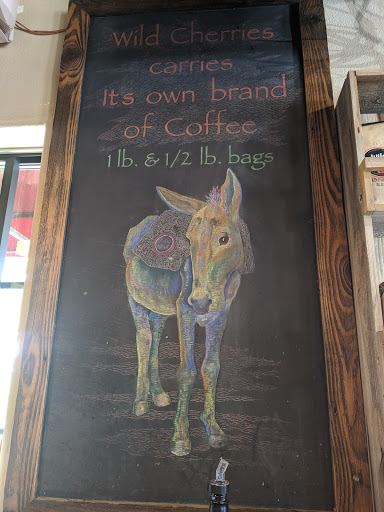 Wild Cherries
carries
It's own brand
of Coffee
1 lb. & 1/2 lb. bags